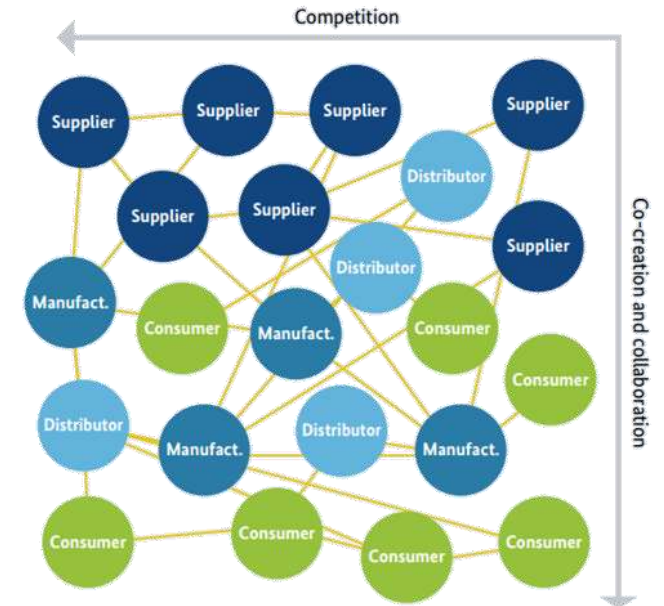 Competition
Supplier
Supplier
Supplier
Supplier
Distributor
Supplier
Supplier
Supplier
Distributor
Manufact.
Consumer
Manufact.
Consumer
Consumer
Distributor
Manufact.
Distributor
Manufact.
Consumer
Consumer
Consumer
Consumer
Co-creation and collaboration